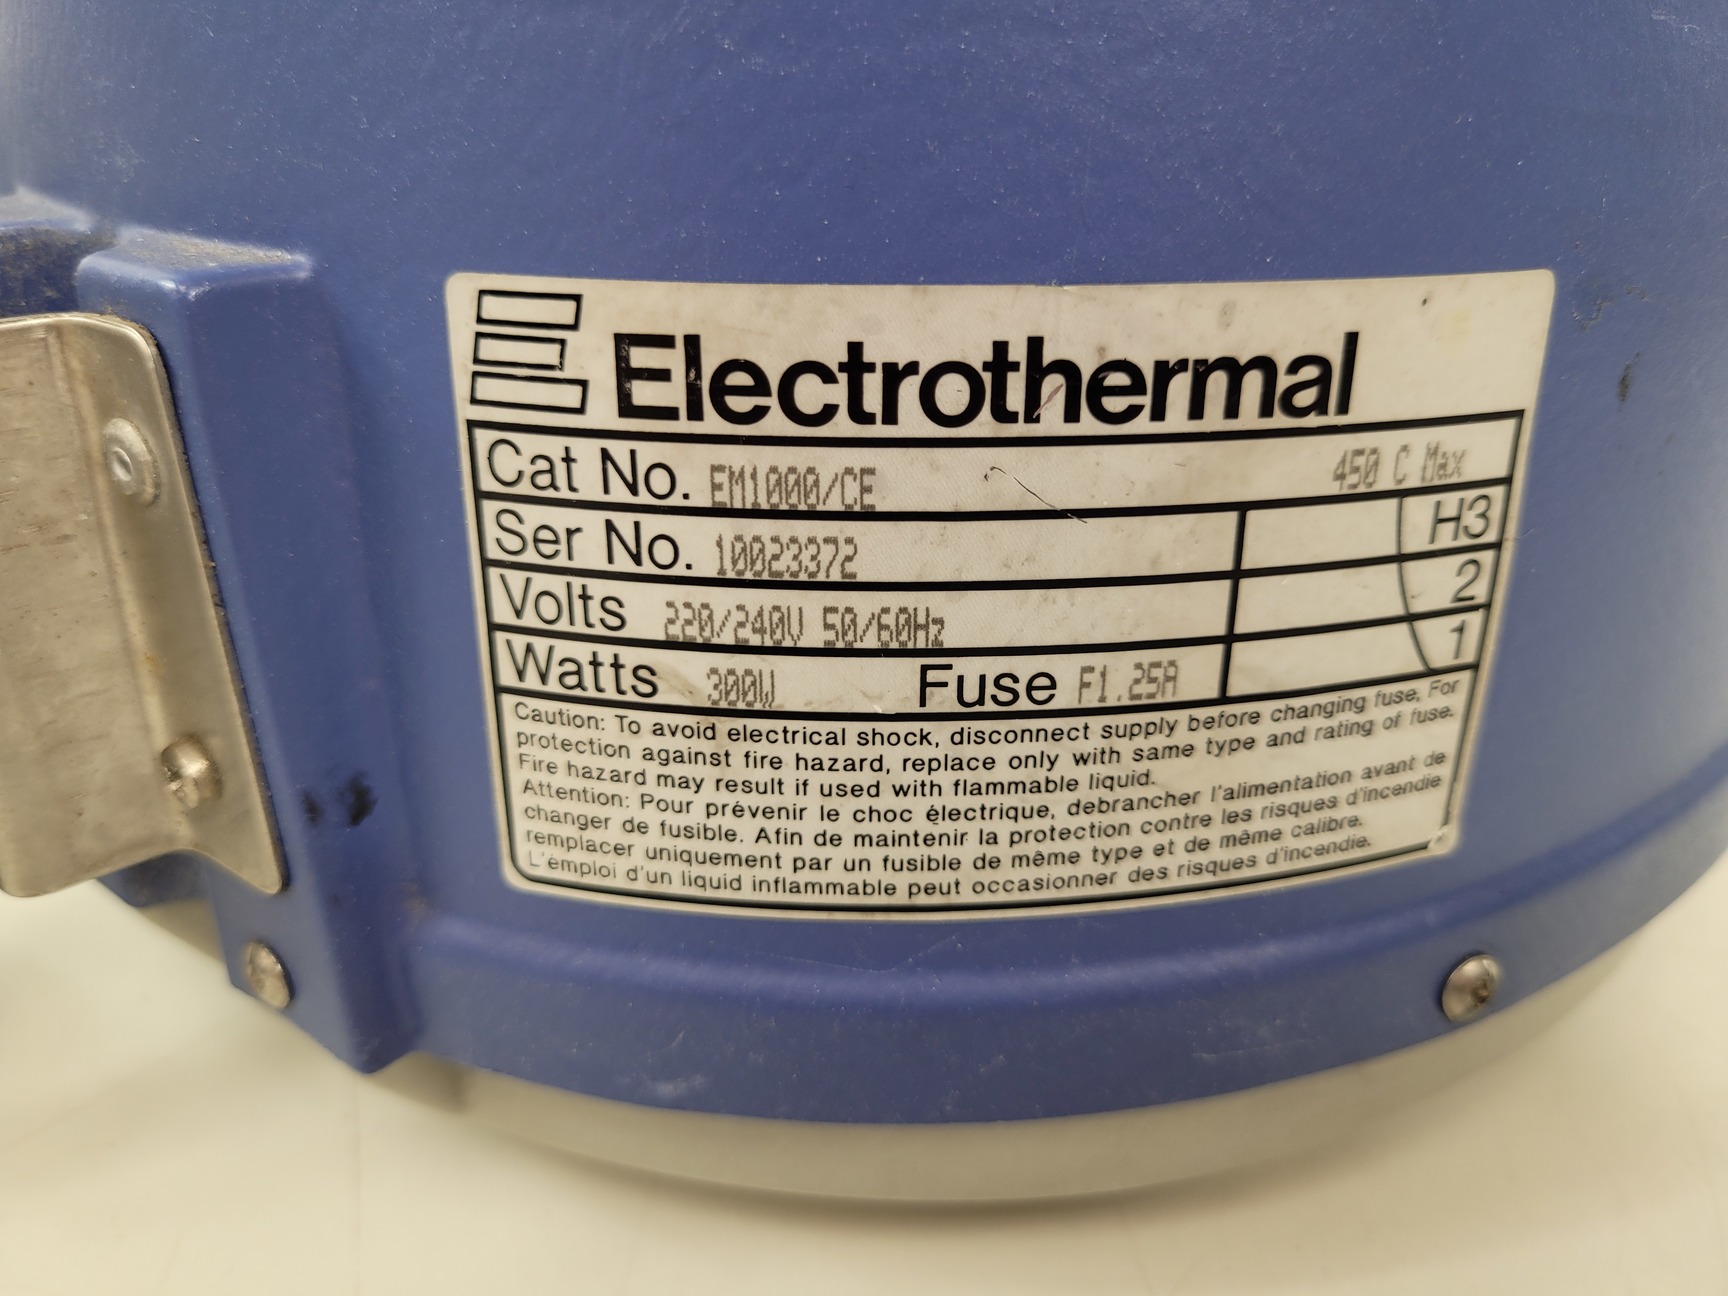 Electrothermal
Cat No. EM1000/CE 450 C Max
Ser No. 10023372 H3
Volts 220/240V 50/60Hz 2
Watts 300W Fuse F1.25A 1
Caution: To avoid electrical shock, disconnect supply before changing fuse, For
protection against fire hazard, replace only with same type and rating of fuse.
Fire hazard may result if used with flammable liquid.
Attention: Pour prévenir le choc électrique, debrancher l'alimentation avant de
changer de fusible. Afin de maintenir la protection contre les risques d'incendie
remplacer uniquement par un fusible de même type et de même calibre.
L'émploi d'un liquid inflammable peut occasionner des risques d'incendie.